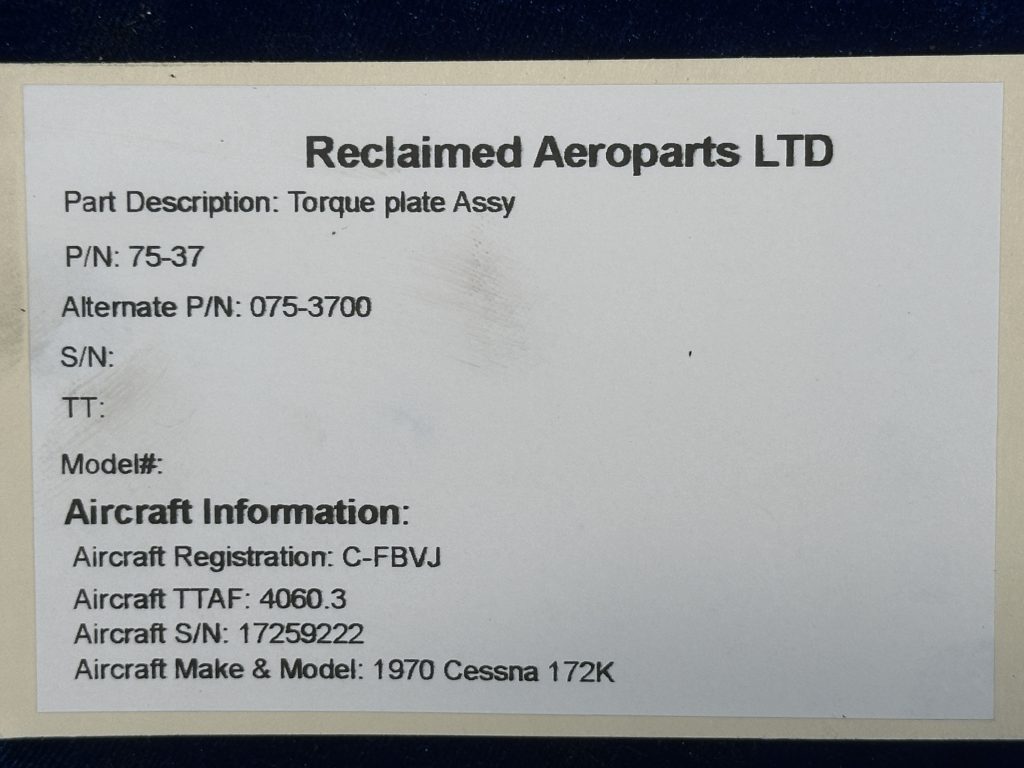 Reclaimed Aeroparts LTD
Part Description: Torque plate Assy
P/N: 75-37
Alternate P/N: 075-3700
S/N:
TT:
Model#:
Aircraft Information:
Aircraft Registration: C-FBVJ
Aircraft TTAF: 4060.3
Aircraft S/N: 17259222
Aircraft Make & Model: 1970 Cessna 172K